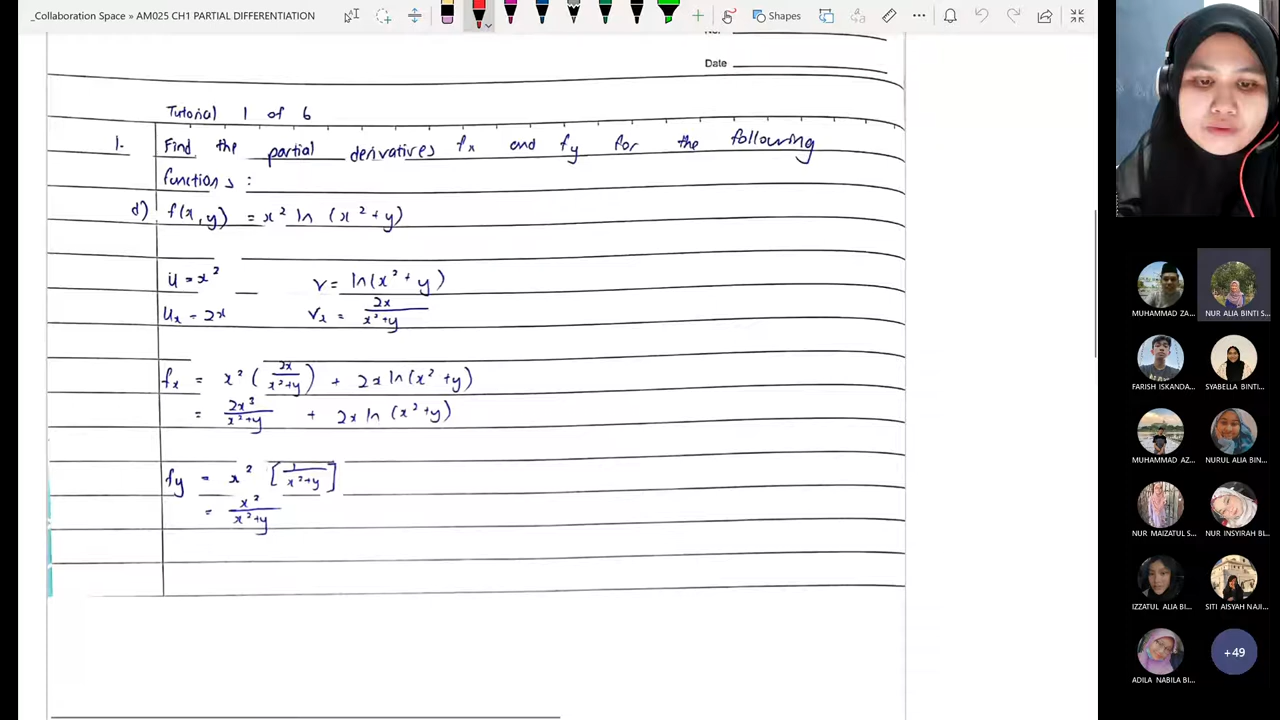 _Collaboration Space » AM025 CH1 PARTIAL DIFFERENTIATION
Shapes
Date
Tutorial 1 of 6
1. Find the partial derivatives fx and fy for the following
functions :
d) f(x,y) = x² ln (x² + y)
u = x² v = ln(x² + y)
ux = 2x vx = 2x/(x²+y)
fx = x² (2x/(x²+y)) + 2x ln(x² + y)
= 2x³/(x²+y) + 2x ln (x² + y)
fy = x² [1/(x²+y)]
= x²/(x²+y)
MUHAMMAD ZA...
NUR ALIA BINTI S...
FARISH ISKANDA...
SYABELLA BINTI...
MUHAMMAD AZ...
NURUL ALIA BIN...
NUR MAIZATUL S...
NUR INSYIRAH BI...
IZZATUL ALIA BI...
SITI AISYAH NAJI...
ADILA NABILA BI...
+49